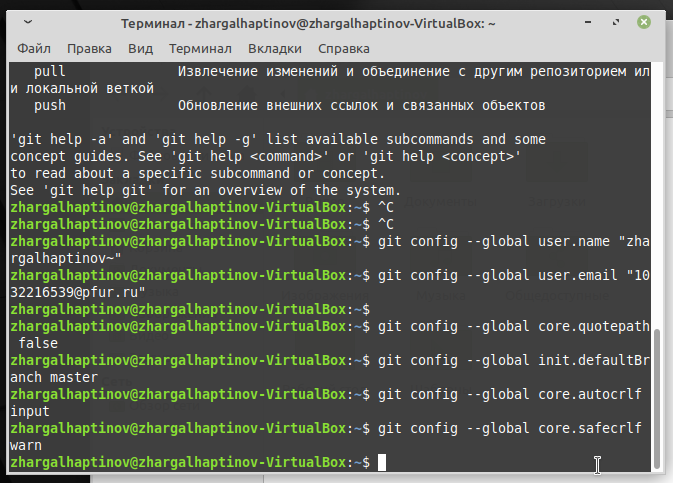 Терминал - zhargalhaptinov@zhargalhaptinov-VirtualBox: ~
Файл Правка Вид Терминал Вкладки Справка
pull Извлечение изменений и объединение с другим репозиторием ил
и локальной веткой
push Обновление внешних ссылок и связанных объектов
'git help -a' and 'git help -g' list available subcommands and some
concept guides. See 'git help <command>' or 'git help <concept>'
to read about a specific subcommand or concept.
See 'git help git' for an overview of the system.
zhargalhaptinov@zhargalhaptinov-VirtualBox:~$ ^C
zhargalhaptinov@zhargalhaptinov-VirtualBox:~$ ^C
zhargalhaptinov@zhargalhaptinov-VirtualBox:~$ git config --global user.name "zha
rgalhaptinov~"
zhargalhaptinov@zhargalhaptinov-VirtualBox:~$ git config --global user.email "10
32216539@pfur.ru"
zhargalhaptinov@zhargalhaptinov-VirtualBox:~$
zhargalhaptinov@zhargalhaptinov-VirtualBox:~$ git config --global core.quotepath
false
zhargalhaptinov@zhargalhaptinov-VirtualBox:~$ git config --global init.defaultBr
anch master
zhargalhaptinov@zhargalhaptinov-VirtualBox:~$ git config --global core.autocrlf
input
zhargalhaptinov@zhargalhaptinov-VirtualBox:~$ git config --global core.safecrlf
warn
zhargalhaptinov@zhargalhaptinov-VirtualBox:~$